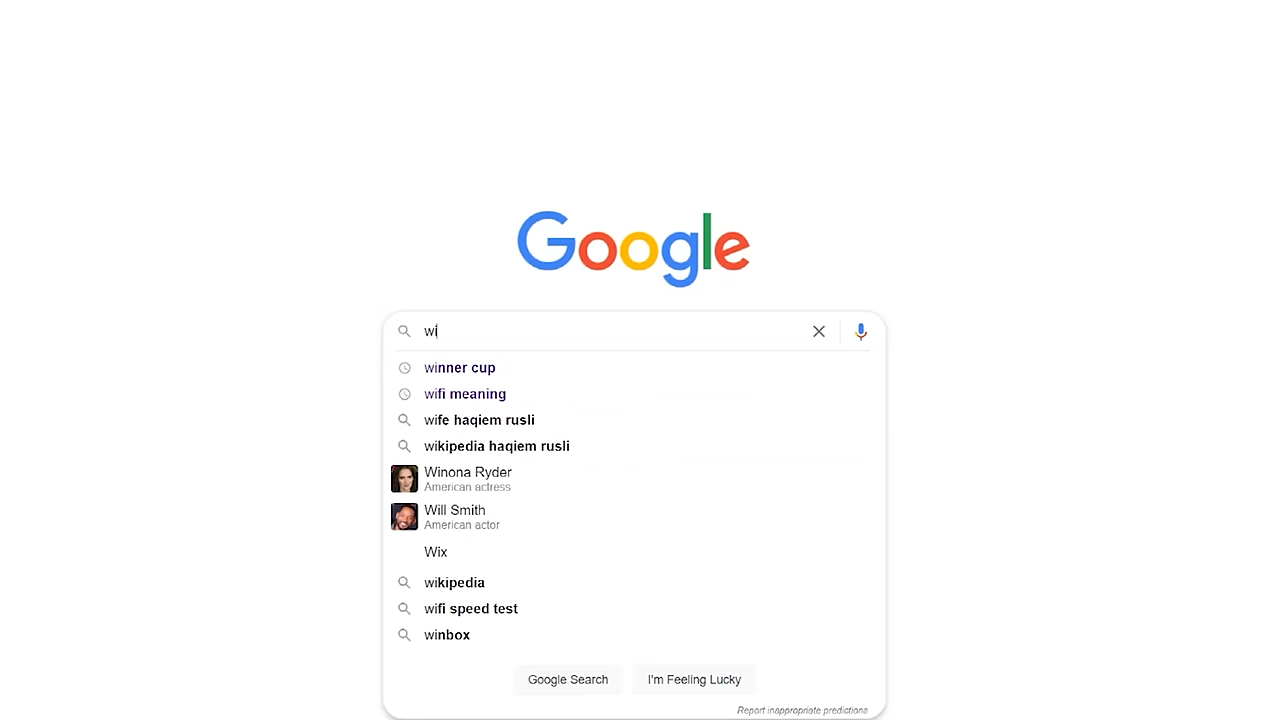 Google
wi
winner cup
wifi meaning
wife haqiem rusli
wikipedia haqiem rusli
Winona Ryder
American actress
Will Smith
American actor
Wix
wikipedia
wifi speed test
winbox
Google Search I'm Feeling Lucky
Report inappropriate predictions